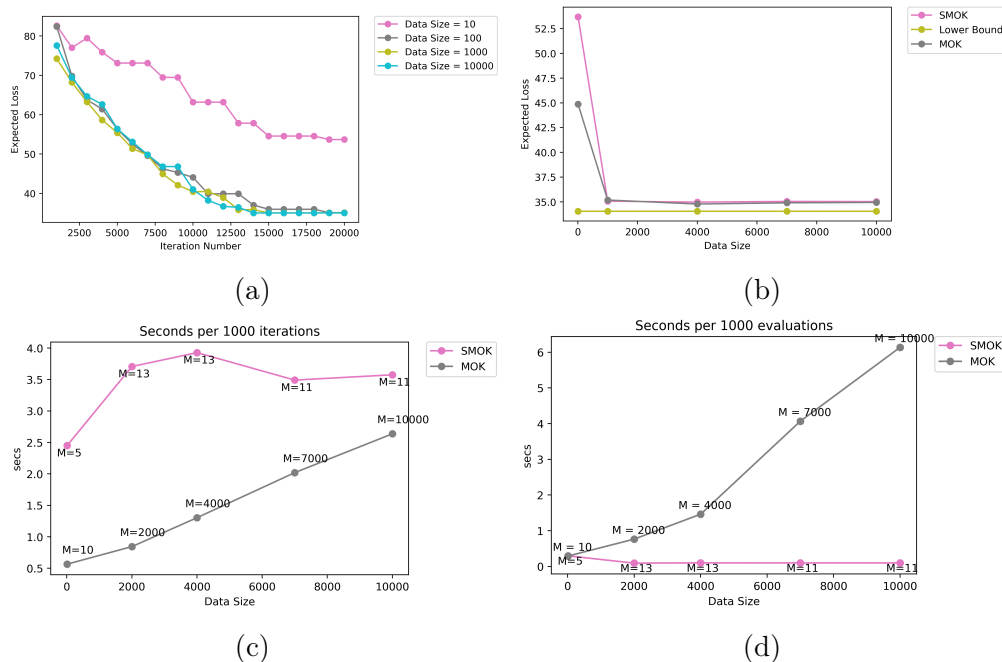 Data Size = 10
Data Size = 100
Data Size = 1000
Data Size = 10000
80
70
60
50
40
Expected Loss
2500 5000 7500 10000 12500 15000 17500 20000
Iteration Number
(a)
SMOK
Lower Bound
MOK
52.5
50.0
47.5
45.0
42.5
40.0
37.5
35.0
Expected Loss
0 2000 4000 6000 8000 10000
Data Size
(b)
Seconds per 1000 iterations
SMOK
MOK
4.0
3.5
3.0
2.5
2.0
1.5
1.0
0.5
secs
M=5
M=13
M=13
M=11
M=11
M=10
M=2000
M=4000
M=7000
M=10000
0 2000 4000 6000 8000 10000
Data Size
(c)
Seconds per 1000 evaluations
SMOK
MOK
6
5
4
3
2
1
0
secs
M = 10
M = 2000
M = 4000
M = 7000
M = 10000
M=5
M=13
M=13
M=11
M=11
0 2000 4000 6000 8000 10000
Data Size
(d)